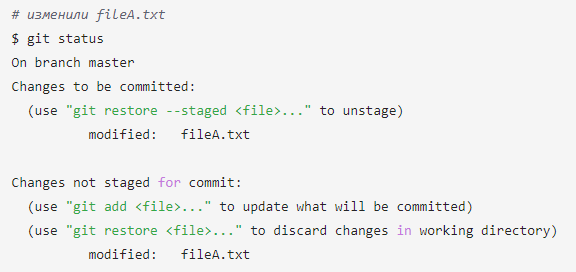 # изменили fileA.txt
$ git status
On branch master
Changes to be committed:
  (use "git restore --staged <file>..." to unstage)
          modified:   fileA.txt

Changes not staged for commit:
  (use "git add <file>..." to update what will be committed)
  (use "git restore <file>..." to discard changes in working directory)
          modified:   fileA.txt